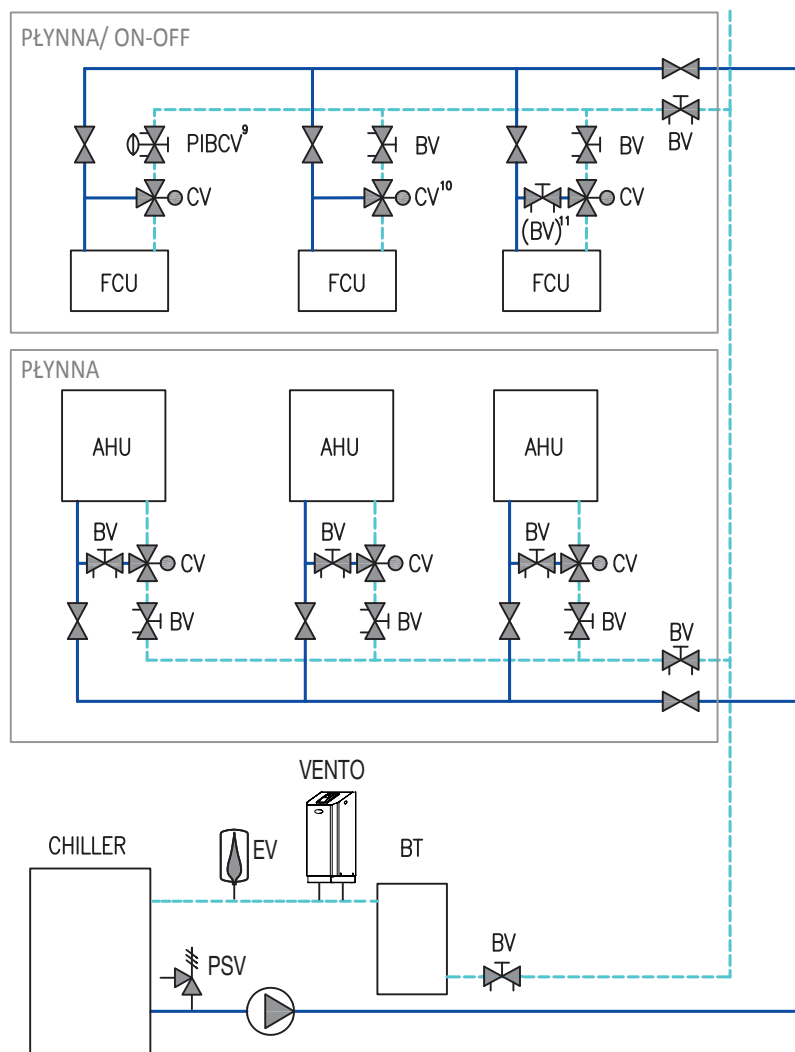 PŁYNNA/ ON-OFF
PIBCV⁹ BV BV BV
CV CV¹⁰ CV
(BV)¹¹
FCU FCU FCU
PŁYNNA
AHU AHU AHU
BV BV BV
CV CV CV
BV BV BV
BV
VENTO
CHILLER EV BT
BV
PSV